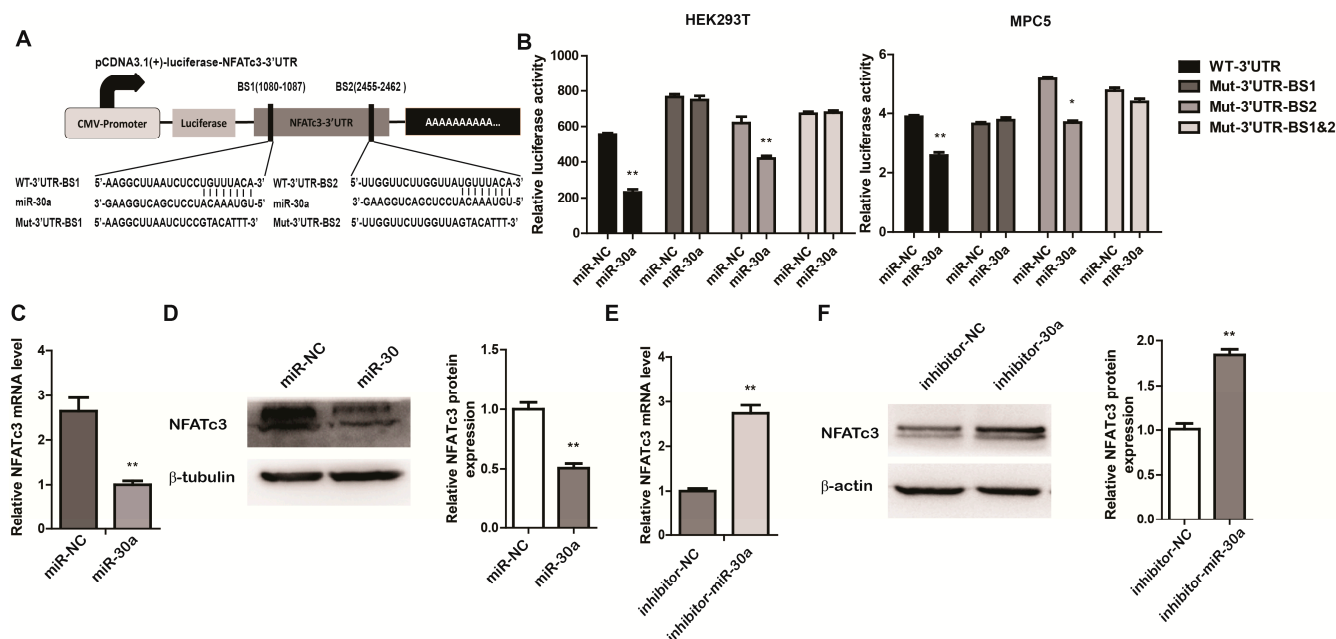 A
pCDNA3.1(+)-luciferase-NFATc3-3'UTR
BS1(1080-1087)
BS2(2455-2462 )
CMV-Promoter
Luciferase
NFATc3-3'UTR
AAAAAAAAAA...
WT-3'UTR-BS1 5'-AAGGCUUAAUCUCCUGUUUACA-3'
miR-30a 3'-GAAGGUCAGCUCCUACAAAUGU-5'
Mut-3'UTR-BS1 5'-AAGGCUUAAUCUCCGTACATTT-3'
WT-3'UTR-BS2 5'-UUGGUUCUUGGUUAUGUUUACA-3'
miR-30a 3'-GAAGGUCAGCUCCUACAAAUGU-5'
Mut-3'UTR-BS2 5'-UUGGUUCUUGGUUAGTACATTT-3'
B
HEK293T
Relative luciferase activity
1000
800
600
400
200
0
**
**
miR-NC
miR-30a
miR-NC
miR-30a
miR-NC
miR-30a
miR-NC
miR-30a
MPC5
Relative luciferase activity
6
4
2
0
**
*
miR-NC
miR-30a
miR-NC
miR-30a
miR-NC
miR-30a
miR-NC
miR-30a
WT-3'UTR
Mut-3'UTR-BS1
Mut-3'UTR-BS2
Mut-3'UTR-BS1&2
C
Relative NFATc3 mRNA level
4
3
2
1
0
**
miR-NC
miR-30a
D
miR-NC
miR-30
NFATc3
β-tubulin
Relative NFATc3 protein
expression
1.5
1.0
0.5
0.0
**
miR-NC
miR-30a
E
Relative NFATc3 mRNA level
4
3
2
1
0
**
inhibitor-NC
inhibitor-miR-30a
F
inhibitor-NC
inhibitor-30a
NFATc3
β-actin
Relative NFATc3 protein
expression
2.0
1.5
1.0
0.5
0.0
**
inhibitor-NC
inhibitor-miR-30a